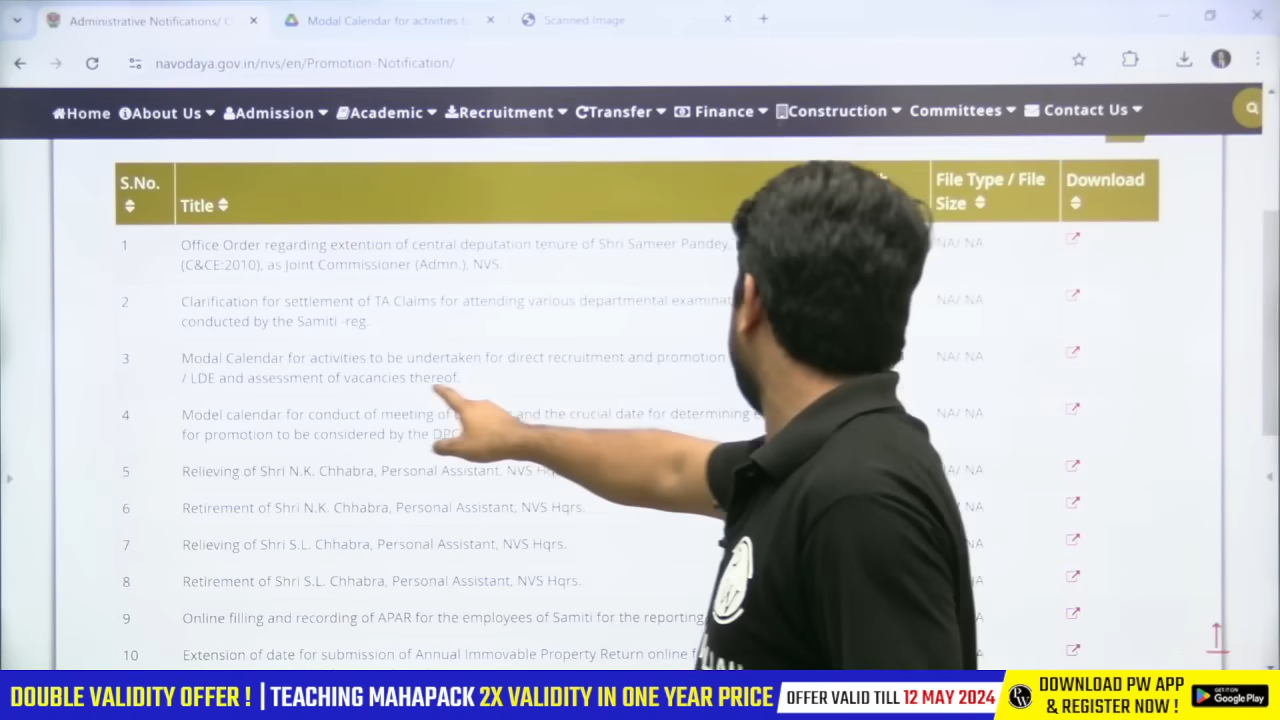 Administrative Notifications/ C
Modal Calendar for activities t
Scanned Image
navodaya.gov.in/nvs/en/Promotion-Notification/
Home About Us Admission Academic Recruitment Transfer Finance Construction Committees Contact Us
S.No. Title File Type / File Size Download
1 Office Order regarding extention of central deputation tenure of Shri Sameer Pandey, NA/ NA
(C&CE:2010), as Joint Commissioner (Admn.), NVS.
2 Clarification for settlement of TA Claims for attending various departmental NA/ NA
conducted by the Samiti -reg.
3 Modal Calendar for activities to be undertaken for direct recruitment and promotion NA/ NA
/ LDE and assessment of vacancies thereof.
4 Model calendar for conduct of meeting of and the crucial date for determining NA/ NA
for promotion to be considered by the DPC
5 Relieving of Shri N.K. Chhabra, Personal Assistant, NVS NA
6 Retirement of Shri N.K. Chhabra, Personal Assistant, NVS Hqrs. NA
7 Relieving of Shri S.L. Chhabra, Personal Assistant, NVS Hqrs. NA
8 Retirement of Shri S.L. Chhabra, Personal Assistant, NVS Hqrs.
9 Online filling and recording of APAR for the employees of Samiti for the reporting
10 Extension of date for submission of Annual Immovable Property Return online
DOUBLE VALIDITY OFFER ! | TEACHING MAHAPACK 2X VALIDITY IN ONE YEAR PRICE
OFFER VALID TILL 12 MAY 2024
DOWNLOAD PW APP
& REGISTER NOW !
GET IT ON
Google Play